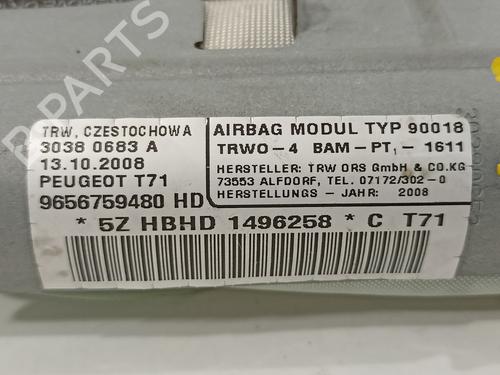 TRW, CZESTOCHOWA
3038 0683 A
13.10.2008
PEUGEOT T71
9656759480 HD
AIRBAG MODUL TYP 90018
TRWO-4 BAM-PT1-1611
HERSTELLER: TRW ORS GmbH & CO.KG
73553 ALFDORF, TEL. 07172/302-0
HERSTELLUNGS-JAHR: 2008
* 5Z HBHD 1496258 * C T71
B-PARTS